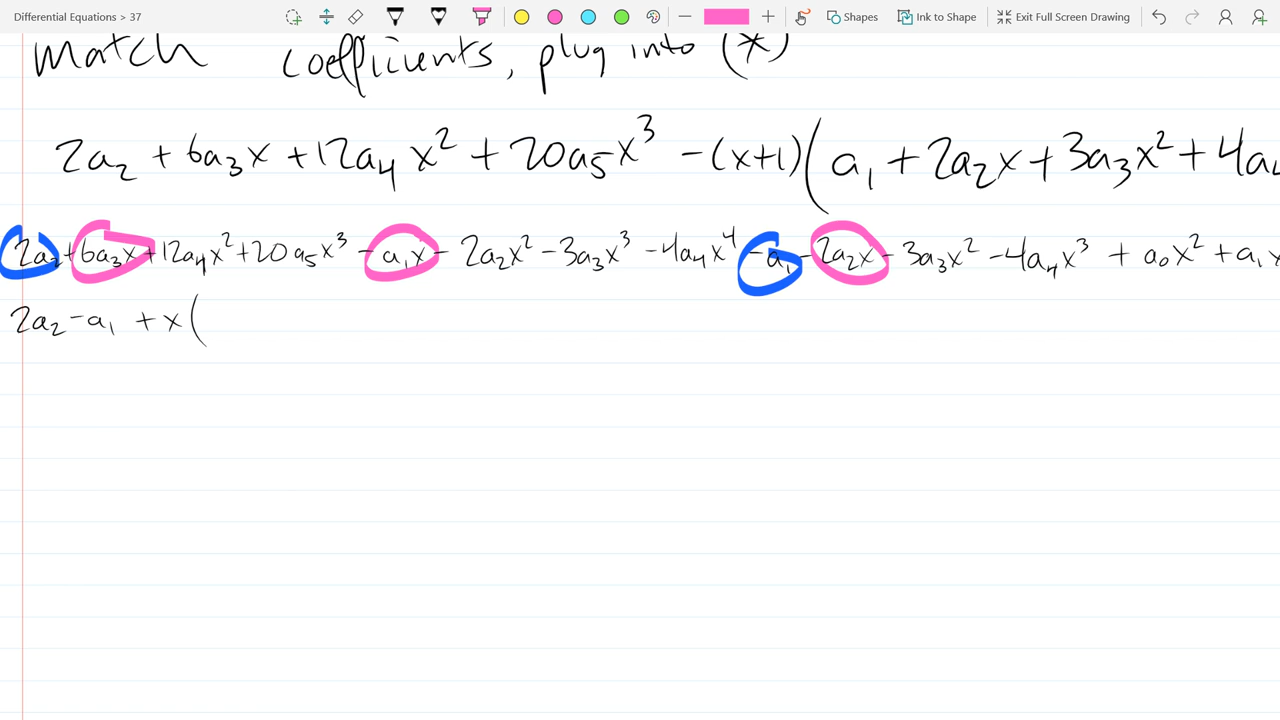 Differential Equations > 37
Shapes
Ink to Shape
Exit Full Screen Drawing
match coefficients, plug into (*)
2a₂ + 6a₃x + 12a₄x² + 20a₅x³ - (x+1)(a₁ + 2a₂x + 3a₃x² + 4a₄
2a₂ + 6a₃x + 12a₄x² + 20a₅x³ - a₁x - 2a₂x² - 3a₃x³ - 4a₄x⁴ - a₁ - 2a₂x - 3a₃x² - 4a₄x³ + a₀x² + a₁x
2a₂ - a₁ + x(